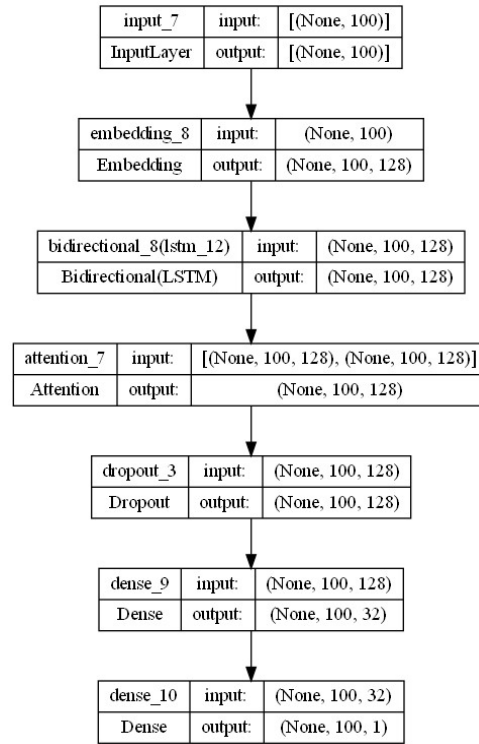 input_7 input: [(None, 100)]
InputLayer output: [(None, 100)]
embedding_8 input: (None, 100)
Embedding output: (None, 100, 128)
bidirectional_8(lstm_12) input: (None, 100, 128)
Bidirectional(LSTM) output: (None, 100, 128)
attention_7 input: [(None, 100, 128), (None, 100, 128)]
Attention output: (None, 100, 128)
dropout_3 input: (None, 100, 128)
Dropout output: (None, 100, 128)
dense_9 input: (None, 100, 128)
Dense output: (None, 100, 32)
dense_10 input: (None, 100, 32)
Dense output: (None, 100, 1)